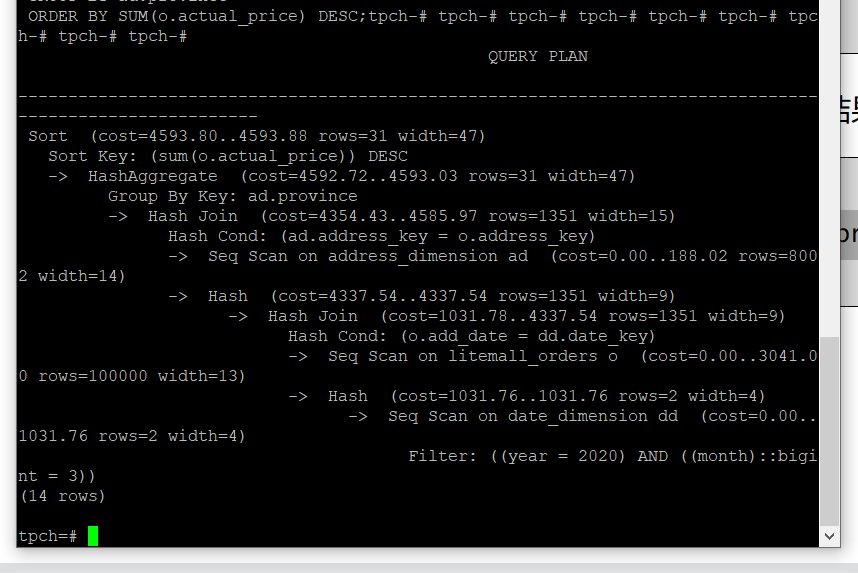 ORDER BY SUM(o.actual_price) DESC;tpch-# tpch-# tpch-# tpch-# tpch-# tpch-# tpc
h-# tpch-# tpch-#
QUERY PLAN
--------------------------------------------------------------------------------
------------------------
Sort  (cost=4593.80..4593.88 rows=31 width=47)
Sort Key: (sum(o.actual_price)) DESC
->  HashAggregate  (cost=4592.72..4593.03 rows=31 width=47)
Group By Key: ad.province
->  Hash Join  (cost=4354.43..4585.97 rows=1351 width=15)
Hash Cond: (ad.address_key = o.address_key)
->  Seq Scan on address_dimension ad  (cost=0.00..188.02 rows=800
2 width=14)
->  Hash  (cost=4337.54..4337.54 rows=1351 width=9)
->  Hash Join  (cost=1031.78..4337.54 rows=1351 width=9)
Hash Cond: (o.add_date = dd.date_key)
->  Seq Scan on litemall_orders o  (cost=0.00..3041.0
0 rows=100000 width=13)
->  Hash  (cost=1031.76..1031.76 rows=2 width=4)
->  Seq Scan on date_dimension dd  (cost=0.00..
1031.76 rows=2 width=4)
Filter: ((year = 2020) AND ((month)::bigi
nt = 3))
(14 rows)
tpch=#